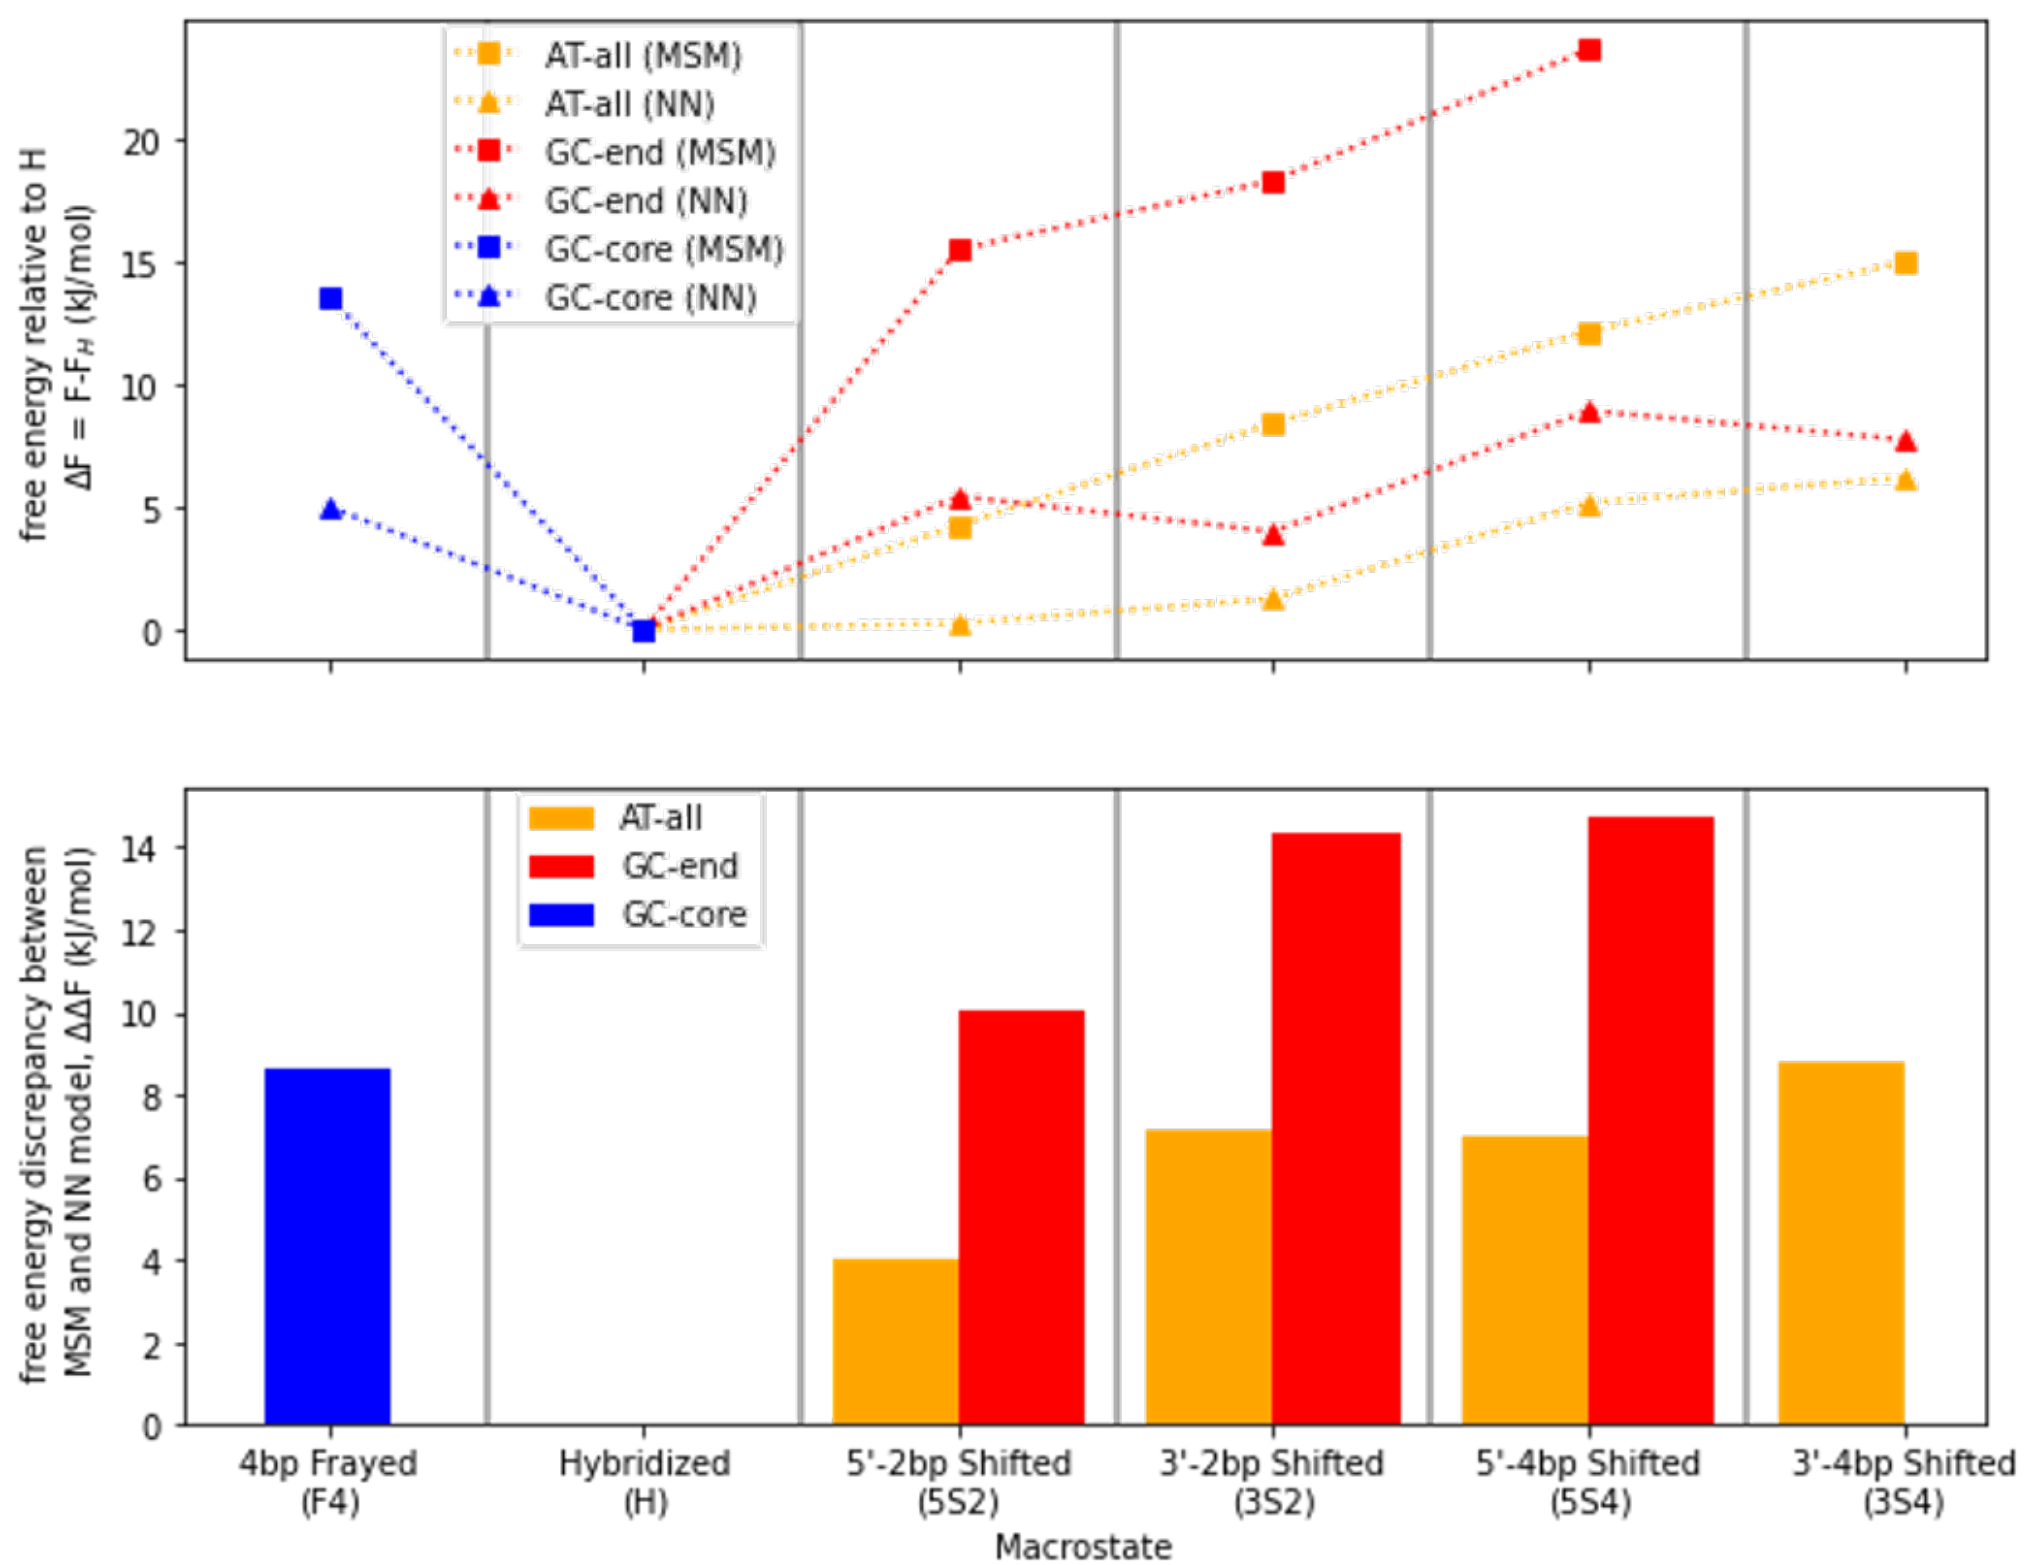 free energy relative to H
ΔF = F-F_H (kJ/mol)
20
15
10
5
0
AT-all (MSM)
AT-all (NN)
GC-end (MSM)
GC-end (NN)
GC-core (MSM)
GC-core (NN)
free energy discrepancy between
MSM and NN model, ΔΔF (kJ/mol)
14
12
10
8
6
4
2
0
AT-all
GC-end
GC-core
4bp Frayed
(F4)
Hybridized
(H)
5'-2bp Shifted
(5S2)
3'-2bp Shifted
(3S2)
5'-4bp Shifted
(5S4)
3'-4bp Shifted
(3S4)
Macrostate